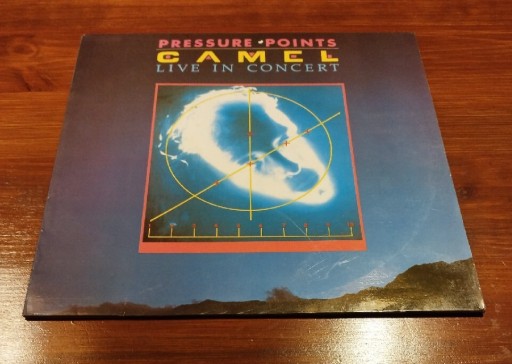 PRESSURE•POINTS
CAMEL
LIVE IN CONCERT